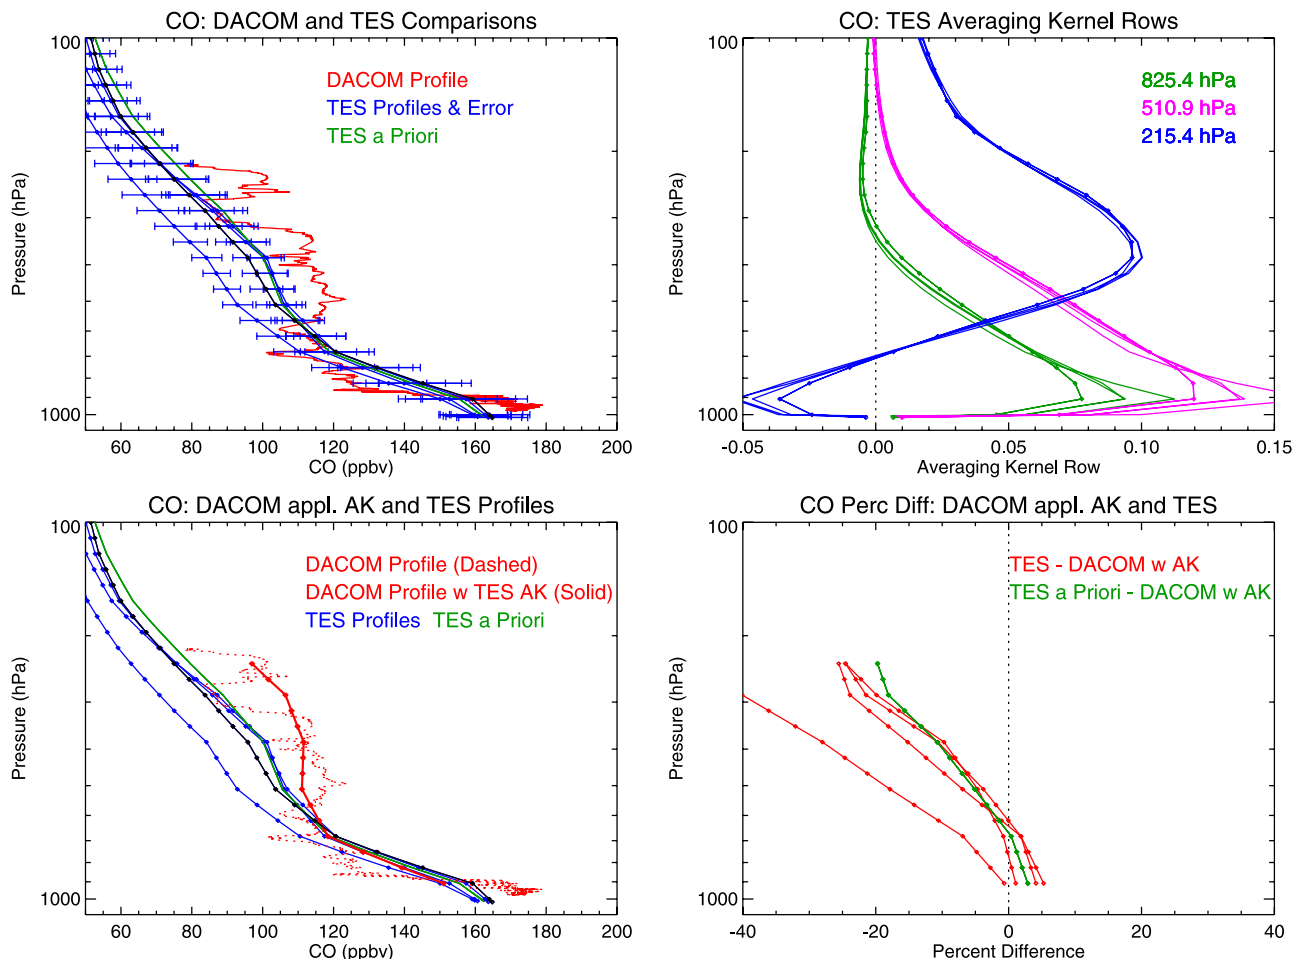 CO: DACOM and TES Comparisons
100
1000
Pressure (hPa)
DACOM Profile
TES Profiles & Error
TES a Priori
60 80 100 120 140 160 180 200
CO (ppbv)
CO: TES Averaging Kernel Rows
100
1000
Pressure (hPa)
825.4 hPa
510.9 hPa
215.4 hPa
-0.05 0.00 0.05 0.10 0.15
Averaging Kernel Row
CO: DACOM appl. AK and TES Profiles
100
1000
Pressure (hPa)
DACOM Profile (Dashed)
DACOM Profile w TES AK (Solid)
TES Profiles TES a Priori
60 80 100 120 140 160 180 200
CO (ppbv)
CO Perc Diff: DACOM appl. AK and TES
100
1000
Pressure (hPa)
TES - DACOM w AK
TES a Priori - DACOM w AK
-40 -20 0 20 40
Percent Difference